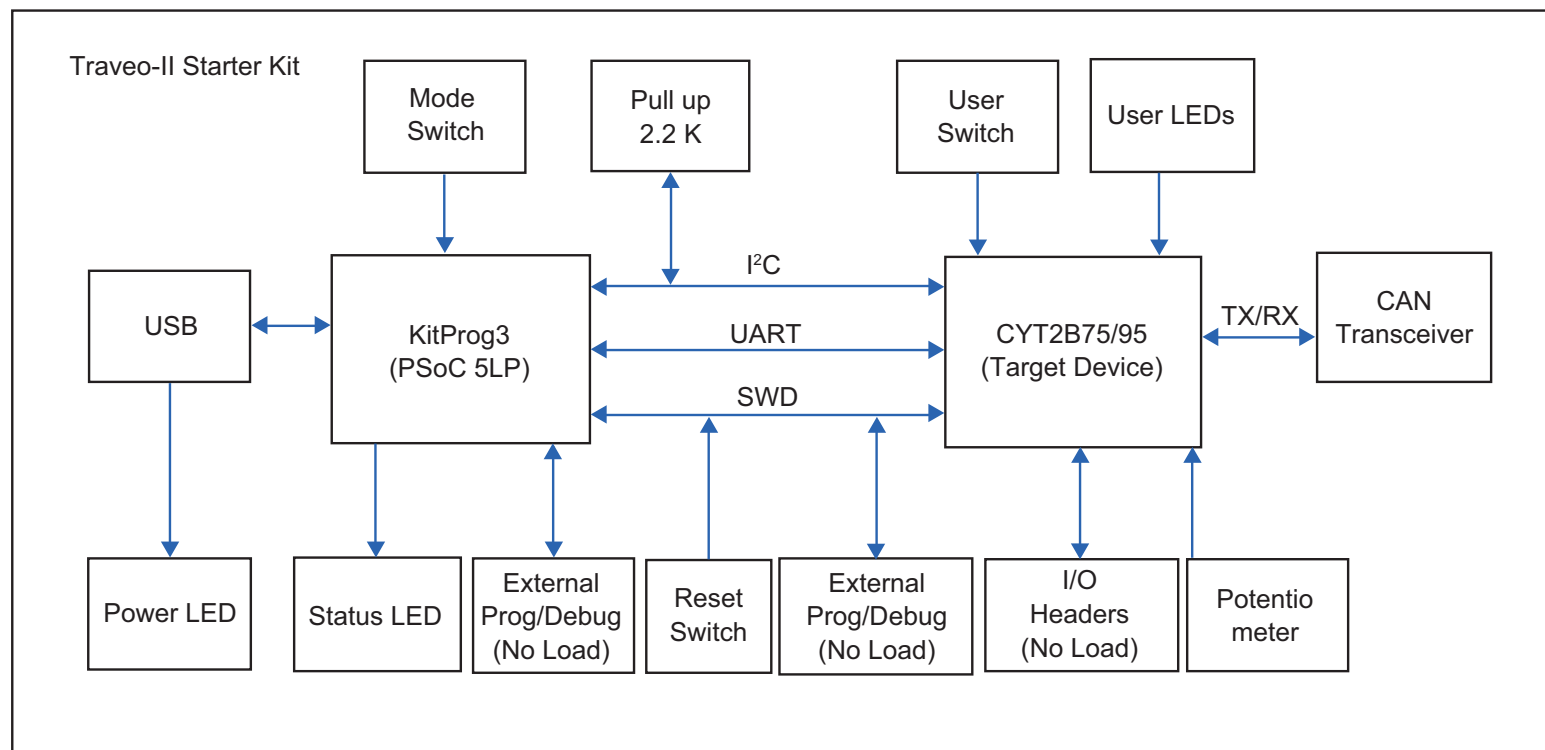 Traveo-II Starter Kit
Mode
Switch
Pull up
2.2 K
User
Switch
User LEDs
USB
KitProg3
(PSoC 5LP)
I²C
UART
SWD
CYT2B75/95
(Target Device)
TX/RX
CAN
Transceiver
Power LED
Status LED
External
Prog/Debug
(No Load)
Reset
Switch
External
Prog/Debug
(No Load)
I/O
Headers
(No Load)
Potentio
meter